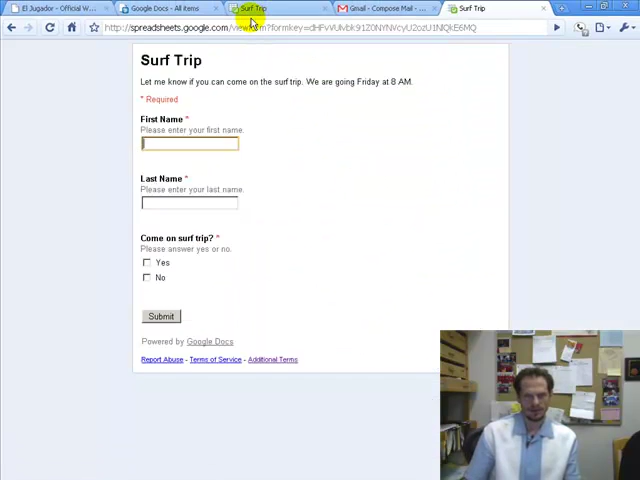 El Jugador - Official W...
Google Docs - All items
Surf Trip
Gmail - Compose Mail - ...
Surf Trip
Surf Trip
Let me know if you can come on the surf trip. We are going Friday at 8 AM.
* Required
First Name *
Please enter your first name.
Last Name *
Please enter your last name.
Come on surf trip? *
Please answer yes or no.
Yes
No
Submit
Powered by Google Docs
Report Abuse - Terms of Service - Additional Terms